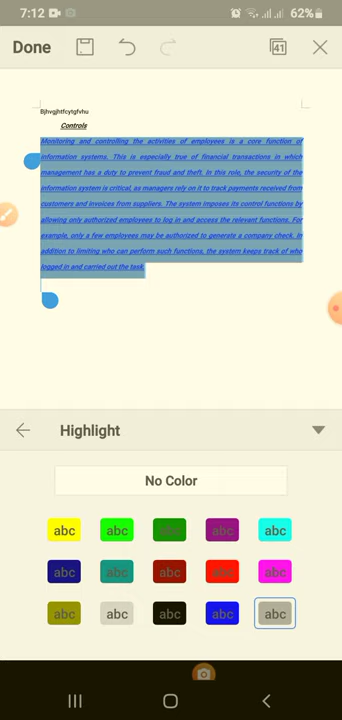 7:12
62%
Done
41
Bjhvgjhtfcytgfvhu
Controls
Monitoring and controlling the activities of employees is a core function of
information systems. This is especially true of financial transactions in which
management has a duty to prevent fraud and theft. In this role, the security of the
information system is critical, as managers rely on it to track payments received from
customers and invoices from suppliers. The system imposes its control functions by
allowing only authorized employees to log in and access the relevant functions. For
example, only a few employees may be authorized to generate a company check. In
addition to limiting who can perform such functions, the system keeps track of who
logged in and carried out the task.
Highlight
No Color
abc abc abc abc abc
abc abc abc abc abc
abc abc abc abc abc